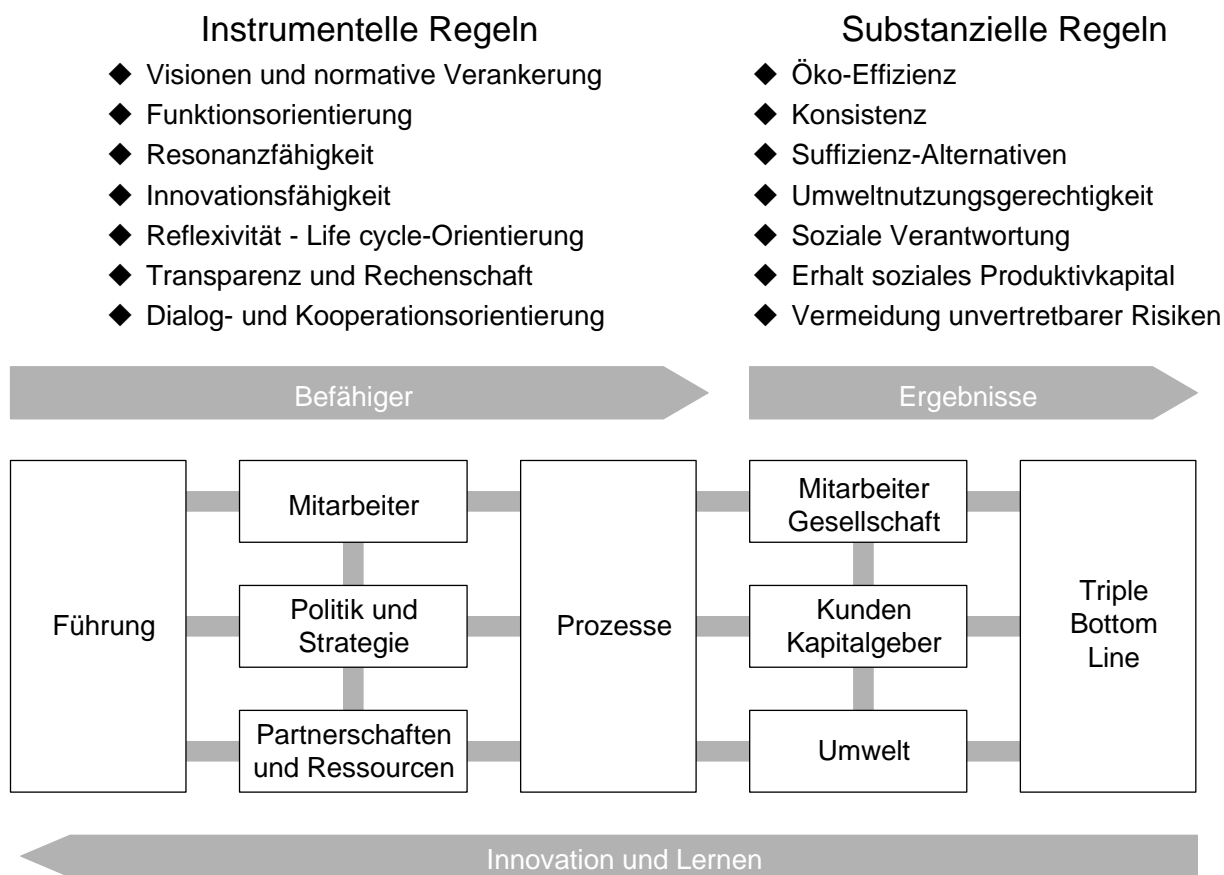 Instrumentelle Regeln
◆ Visionen und normative Verankerung
◆ Funktionsorientierung
◆ Resonanzfähigkeit
◆ Innovationsfähigkeit
◆ Reflexivität - Life cycle-Orientierung
◆ Transparenz und Rechenschaft
◆ Dialog- und Kooperationsorientierung
Substanzielle Regeln
◆ Öko-Effizienz
◆ Konsistenz
◆ Suffizienz-Alternativen
◆ Umweltnutzungsgerechtigkeit
◆ Soziale Verantwortung
◆ Erhalt soziales Produktivkapital
◆ Vermeidung unvertretbarer Risiken
Befähiger
Ergebnisse
Führung
Mitarbeiter
Politik und
Strategie
Partnerschaften
und Ressourcen
Prozesse
Mitarbeiter
Gesellschaft
Kunden
Kapitalgeber
Umwelt
Triple
Bottom
Line
Innovation und Lernen